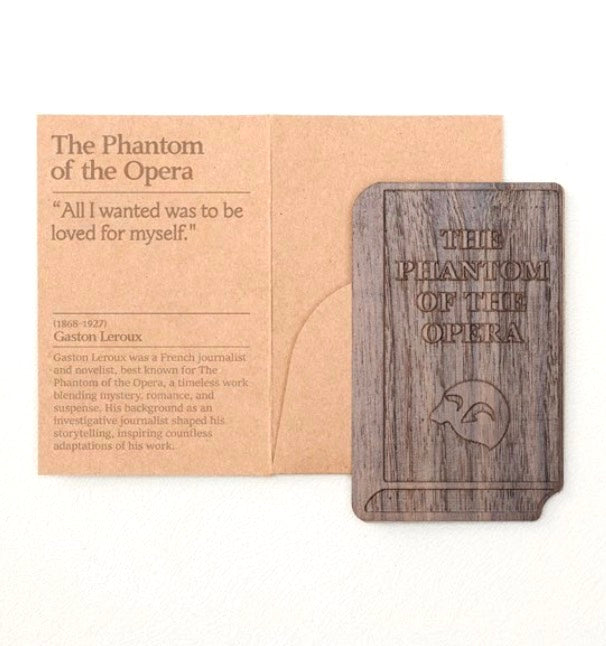 The Phantom
of the Opera
“All I wanted was to be
loved for myself."
(1868-1927)
Gaston Leroux
Gaston Leroux was a French journalist
and novelist, best known for The
Phantom of the Opera, a timeless work
blending mystery, romance, and
suspense. His background as an
investigative journalist shaped his
storytelling, inspiring countless
adaptations of his work.
THE
PHANTOM
OF THE
OPERA